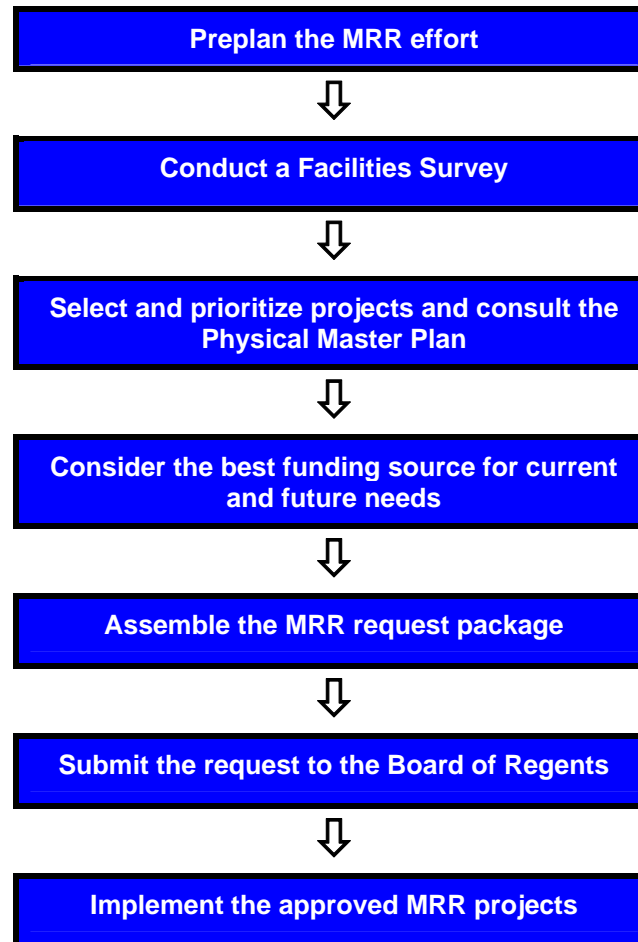 Preplan the MRR effort
Conduct a Facilities Survey
Select and prioritize projects and consult the
Physical Master Plan
Consider the best funding source for current
and future needs
Assemble the MRR request package
Submit the request to the Board of Regents
Implement the approved MRR projects